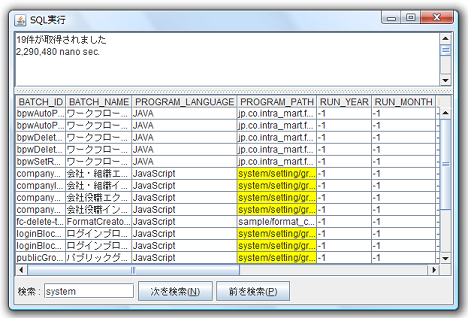 SQL実行
19件が取得されました
2,290,480 nano sec.
BATCH_ID BATCH_NAME PROGRAM_LANGUAGE PROGRAM_PATH RUN_YEAR RUN_MONTH
bpwAutoP... ワークフロー... JAVA jp.co.intra_mart.f... -1 -1
bpwAutoP... ワークフロー... JAVA jp.co.intra_mart.f... -1 -1
bpwDelet... ワークフロー... JAVA jp.co.intra_mart.f... -1 -1
bpwDelet... ワークフロー... JAVA jp.co.intra_mart.f... -1 -1
bpwSetR... ワークフロー... JAVA jp.co.intra_mart.f... -1 -1
company... 会社・組織エ... JavaScript system/setting/gr... -1 -1
companyI... 会社・組織イ... JavaScript system/setting/gr... -1 -1
company... 会社役職エク... JavaScript system/setting/gr... -1 -1
company... 会社役職イン... JavaScript system/setting/gr... -1 -1
fc-delete-t... FormatCreato... JavaScript sample/format_c... -1 -1
loginBloc... ログインブロ... JavaScript system/setting/gr... -1 -1
loginBloc... ログインブロ... JavaScript system/setting/gr... -1 -1
publicGro... パブリックグ... JavaScript system/setting/gr... -1 -1
検索 : system 次を検索(N) 前を検索(P)